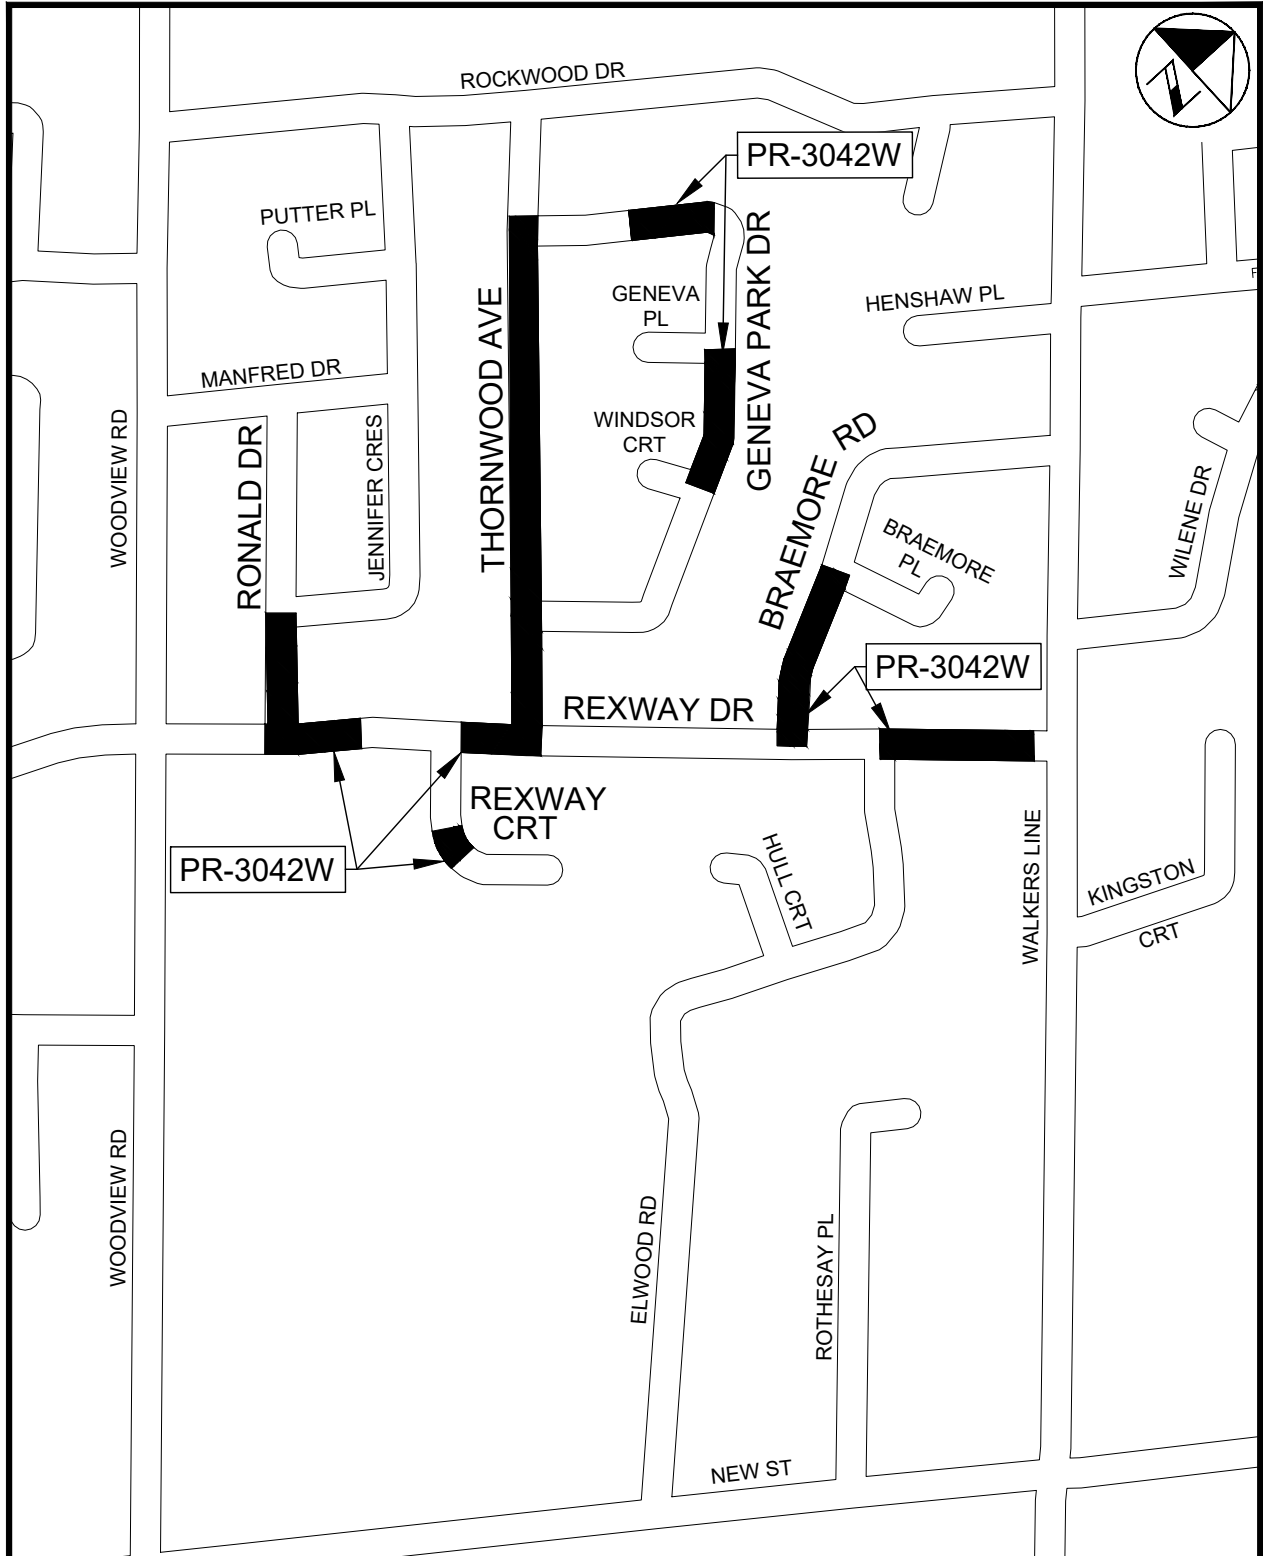 ROCKWOOD DR
PR-3042W
PUTTER PL
GENEVA PARK DR
GENEVA
PL
HENSHAW PL
THORNWOOD AVE
MANFRED DR
WOODVIEW RD
RONALD DR
JENNIFER CRES
WINDSOR
CRT
BRAEMORE RD
BRAEMORE
PL
WILENE DR
PR-3042W
REXWAY DR
REXWAY
CRT
PR-3042W
HULL CRT
WALKERS LINE
KINGSTON
CRT
WOODVIEW RD
ELWOOD RD
ROTHESAY PL
NEW ST